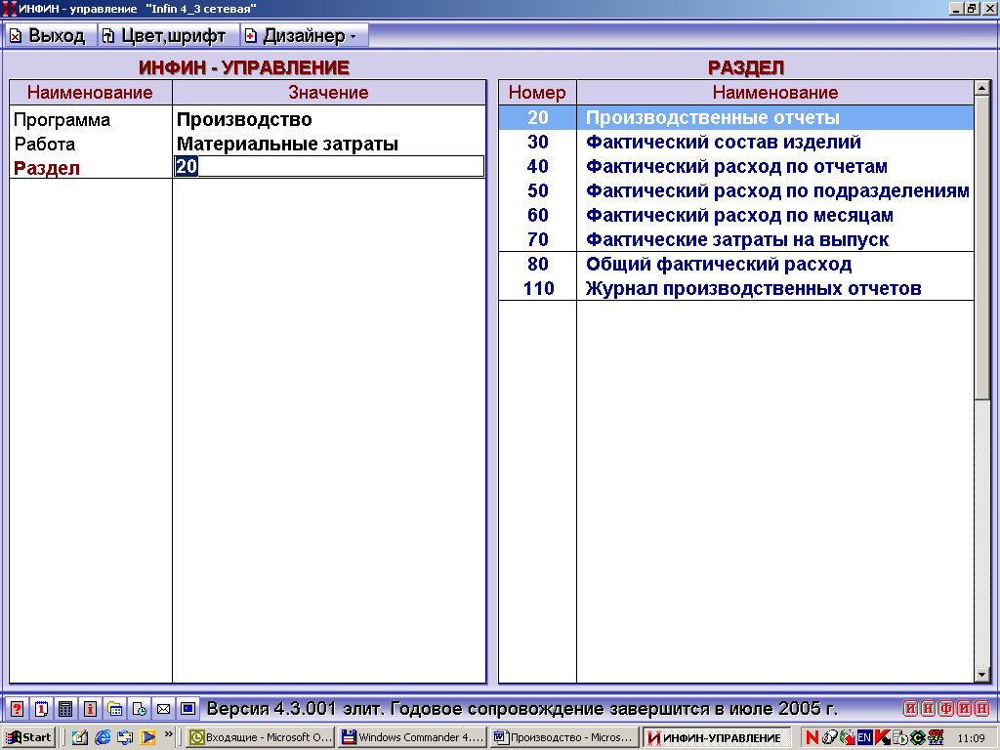 ИНФИН - управление "Infin 4_3 сетевая"
Выход Цвет,шрифт Дизайнер
ИНФИН - УПРАВЛЕНИЕ РАЗДЕЛ
Наименование Значение Номер Наименование
Программа Производство
Работа Материальные затраты
Раздел 20
20 Производственные отчеты
30 Фактический состав изделий
40 Фактический расход по отчетам
50 Фактический расход по подразделениям
60 Фактический расход по месяцам
70 Фактические затраты на выпуск
80 Общий фактический расход
110 Журнал производственных отчетов
Версия 4.3.001 элит. Годовое сопровождение завершится в июле 2005 г. ИНФИН
Start » Входящие - Microsoft O... Windows Commander 4.... Производство - Micros... ИНФИН-УПРАВЛЕНИЕ N EN K 11:09